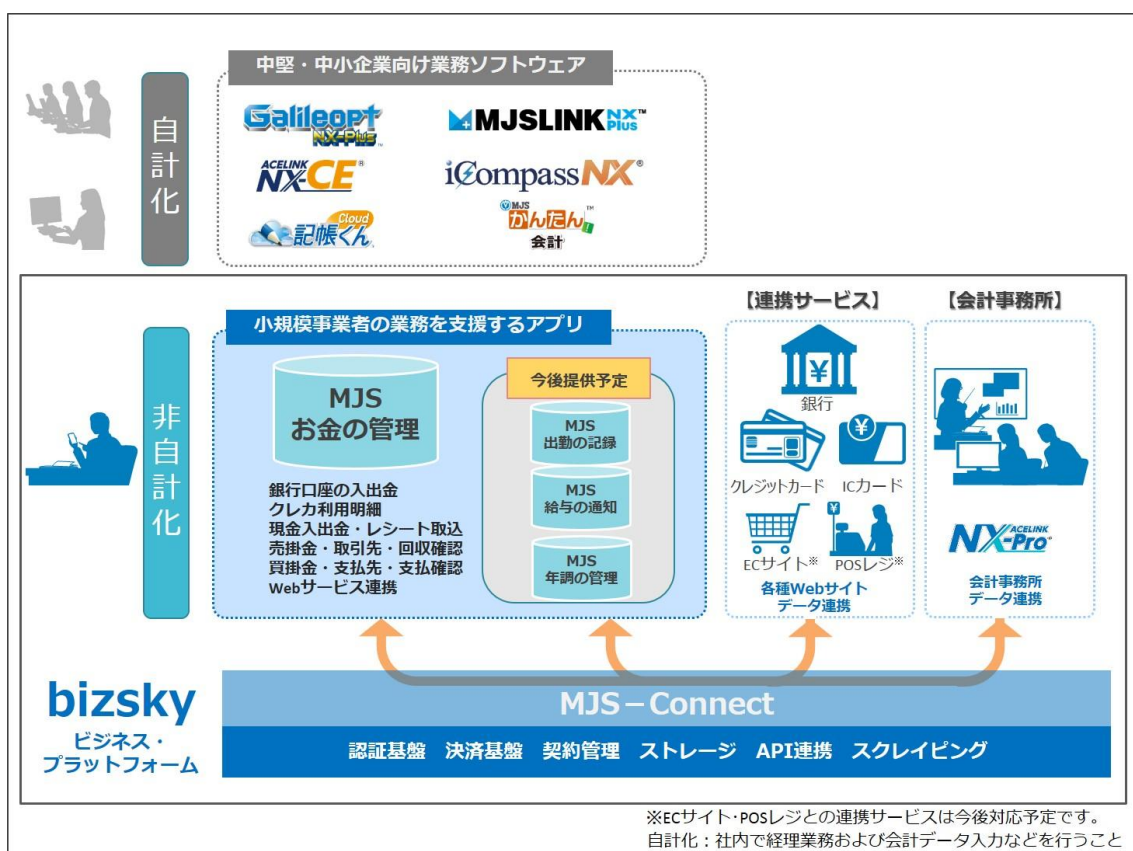 中堅・中小企業向け業務ソフトウェア
自計化
Galileopt
NX-Plus™
MJSLINK NX Plus™
ACELINK
NX-CE®
iCompassNX®
Cloud
記帳くん
MJS
かんたん!™
会計
【連携サービス】
【会計事務所】
小規模事業者の業務を支援するアプリ
非自計化
MJS
お金の管理
銀行口座の入出金
クレカ利用明細
現金入出金・レシート取込
売掛金・取引先・回収確認
買掛金・支払先・支払確認
Webサービス連携
今後提供予定
MJS
出勤の記録
MJS
給与の通知
MJS
年調の管理
¥
銀行
¥
クレジットカード
ICカード
¥
ECサイト※
POSレジ※
各種Webサイト
データ連携
ACELINK
NX-Pro®
会計事務所
データ連携
bizsky
ビジネス・
プラットフォーム
MJS－Connect
認証基盤 決済基盤 契約管理 ストレージ API連携 スクレイピング
※ECサイト・POSレジとの連携サービスは今後対応予定です。
自計化：社内で経理業務および会計データ入力などを行うこと